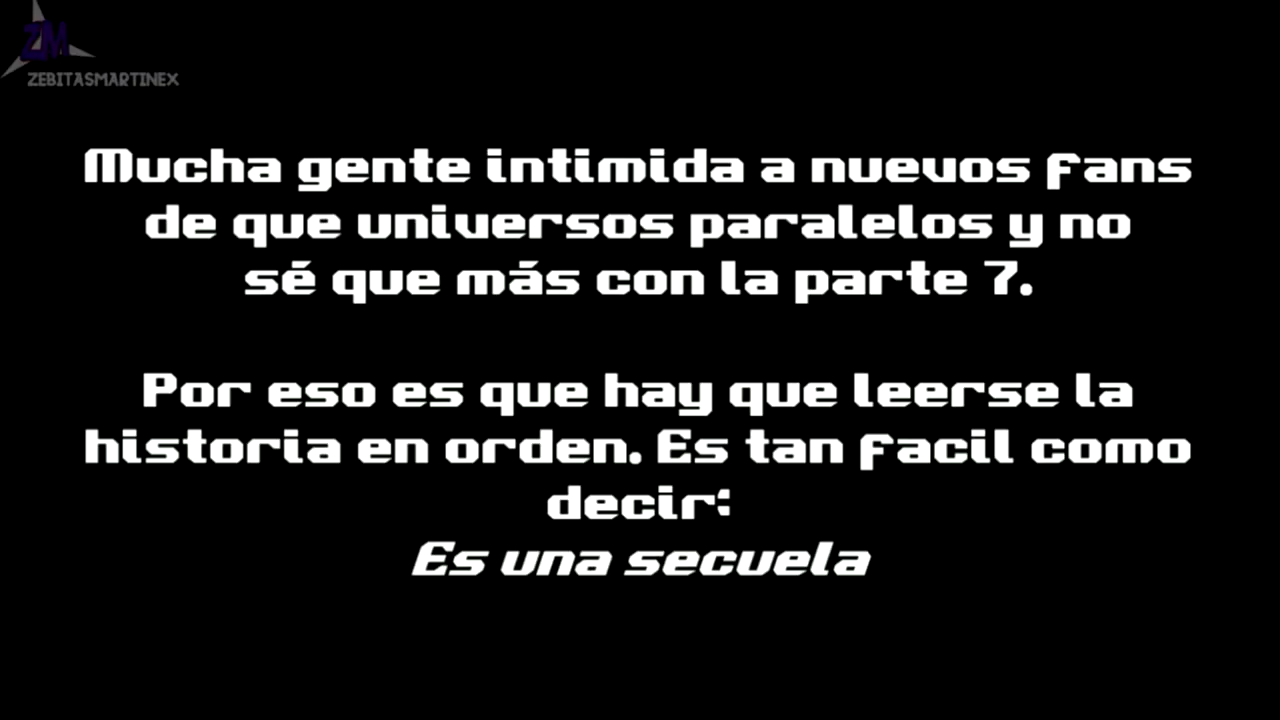 ZM
ZEBITASMARTINEX
Mucha gente intimida a nuevos fans
de que universos paralelos y no
sé que más con la parte 7.
Por eso es que hay que leerse la
historia en orden. Es tan facil como
decir:
Es una secuela